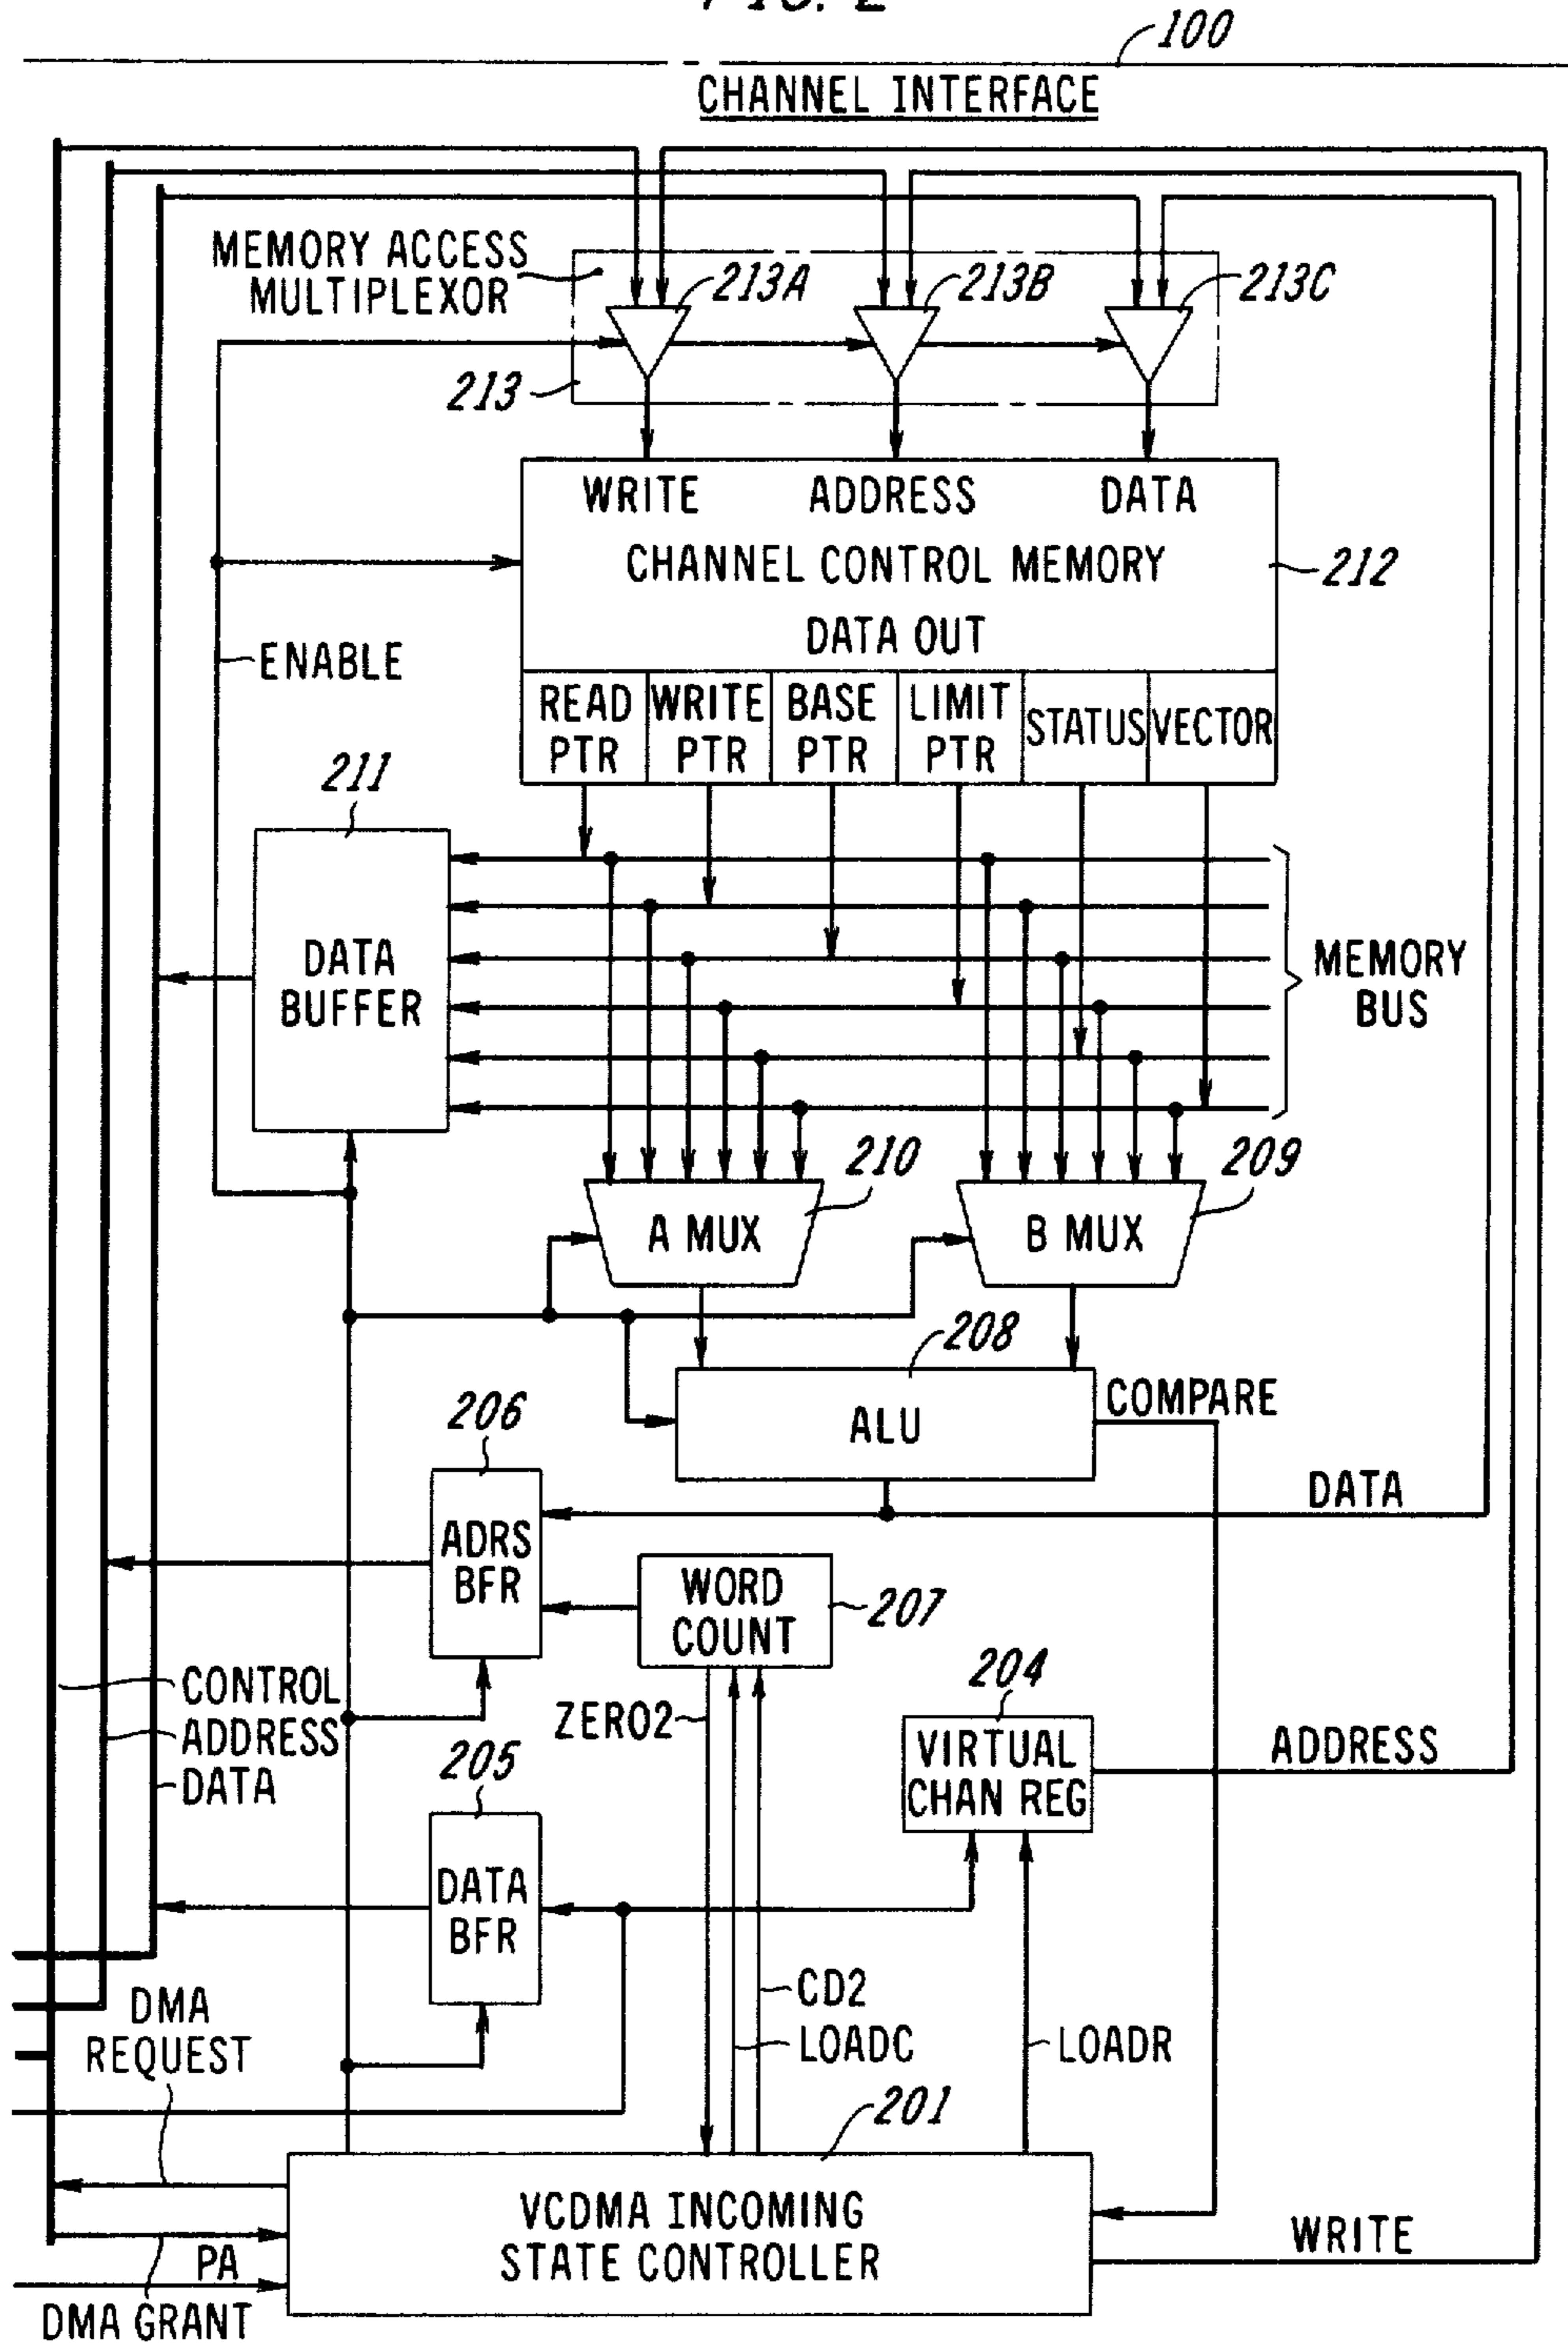 FIG. 2
100
CHANNEL INTERFACE
MEMORY ACCESS
MULTIPLEXOR
213A
213B
213C
213
WRITE
ADDRESS
DATA
CHANNEL CONTROL MEMORY
212
DATA OUT
ENABLE
READ
PTR
WRITE
PTR
BASE
PTR
LIMIT
PTR
STATUS
VECTOR
211
DATA
BUFFER
MEMORY
BUS
210
209
A MUX
B MUX
208
206
COMPARE
ALU
DATA
ADRS
BFR
WORD
COUNT
207
204
CONTROL
ADDRESS
DATA
ZERO2
205
VIRTUAL
CHAN REG
ADDRESS
DATA
BFR
CD2
LOADC
LOADR
DMA
REQUEST
201
VCDMA INCOMING
STATE CONTROLLER
WRITE
PA
DMA GRANT